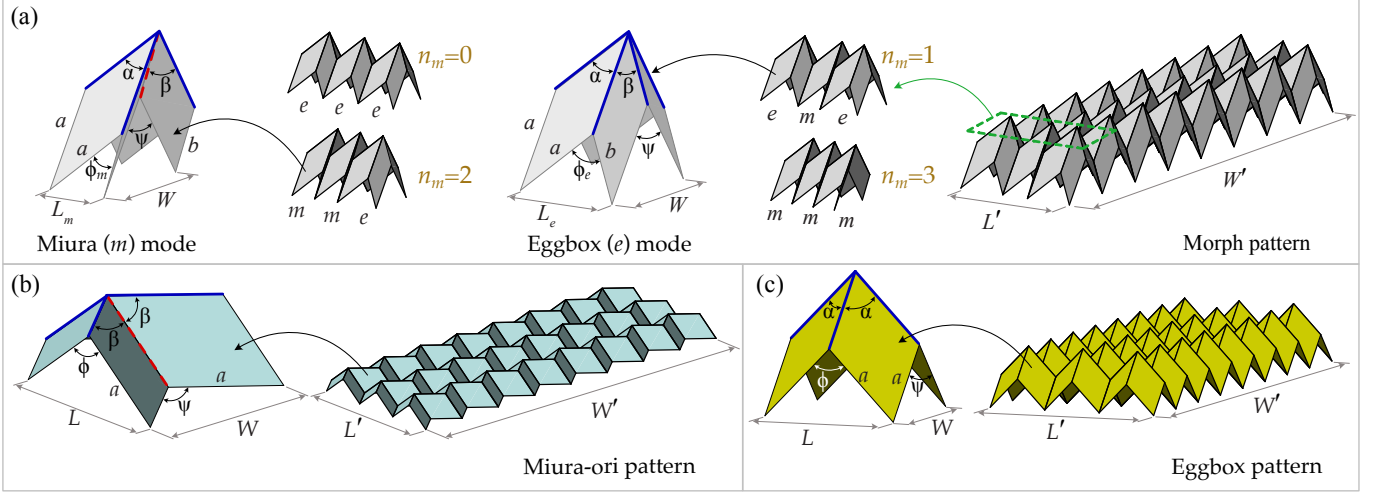 (a)
α
β
a
a
ψ
b
ϕm
Lm
W
Miura (m) mode
nm=0
e e e
nm=2
m m e
α
β
a
a
b
ϕe
ψ
Le
W
Eggbox (e) mode
nm=1
e m e
nm=3
m m m
L′
W′
Morph pattern
(b)
β
β
ϕ
a
a
ψ
L
W
L′
W′
Miura-ori pattern
(c)
α
α
ϕ
a
a
ψ
L
W
L′
W′
Eggbox pattern